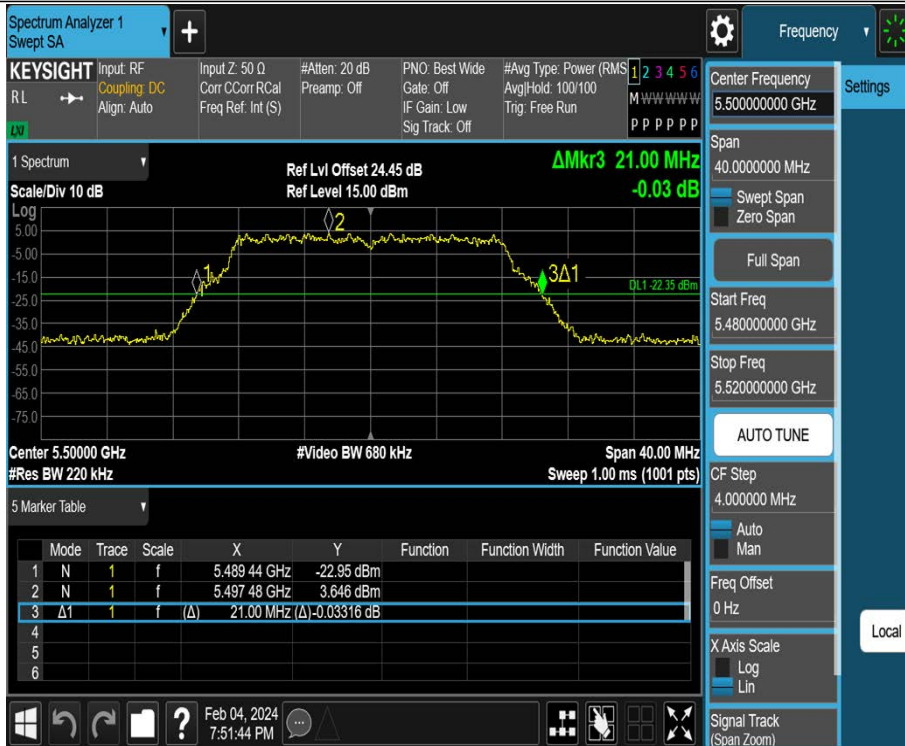 Spectrum Analyzer 1
Swept SA
+
Frequency
KEYSIGHT
RL
LXI
Input: RF
Coupling: DC
Align: Auto
Input Z: 50 Ω
Corr CCorr RCal
Freq Ref: Int (S)
#Atten: 20 dB
Preamp: Off
PNO: Best Wide
Gate: Off
IF Gain: Low
Sig Track: Off
#Avg Type: Power (RMS
Avg|Hold: 100/100
Trig: Free Run
1 2 3 4 5 6
M W W W W W
P P P P P P
1 Spectrum
Scale/Div 10 dB
Ref Lvl Offset 24.45 dB
Ref Level 15.00 dBm
ΔMkr3 21.00 MHz
-0.03 dB
Log
5.00
-5.00
-15.0
-25.0
-35.0
-45.0
-55.0
-65.0
-75.0
1
2
3Δ1
DL1 -22.35 dBm
Center 5.50000 GHz
#Res BW 220 kHz
#Video BW 680 kHz
Span 40.00 MHz
Sweep 1.00 ms (1001 pts)
5 Marker Table
Mode Trace Scale X Y Function Function Width Function Value
1 N 1 f 5.489 44 GHz -22.95 dBm
2 N 1 f 5.497 48 GHz 3.646 dBm
3 Δ1 1 f (Δ) 21.00 MHz (Δ) -0.03316 dB
4
5
6
?
Feb 04, 2024
7:51:44 PM
Center Frequency
5.500000000 GHz
Span
40.0000000 MHz
Swept Span
Zero Span
Full Span
Start Freq
5.480000000 GHz
Stop Freq
5.520000000 GHz
AUTO TUNE
CF Step
4.000000 MHz
Auto
Man
Freq Offset
0 Hz
X Axis Scale
Log
Lin
Signal Track
(Span Zoom)
Settings
Local